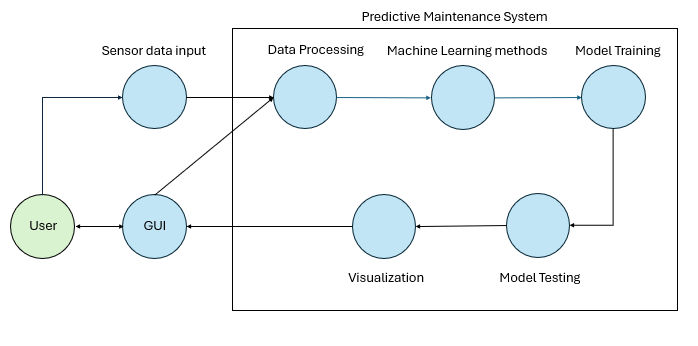 Predictive Maintenance System
Sensor data input
Data Processing
Machine Learning methods
Model Training
User
GUI
Visualization
Model Testing